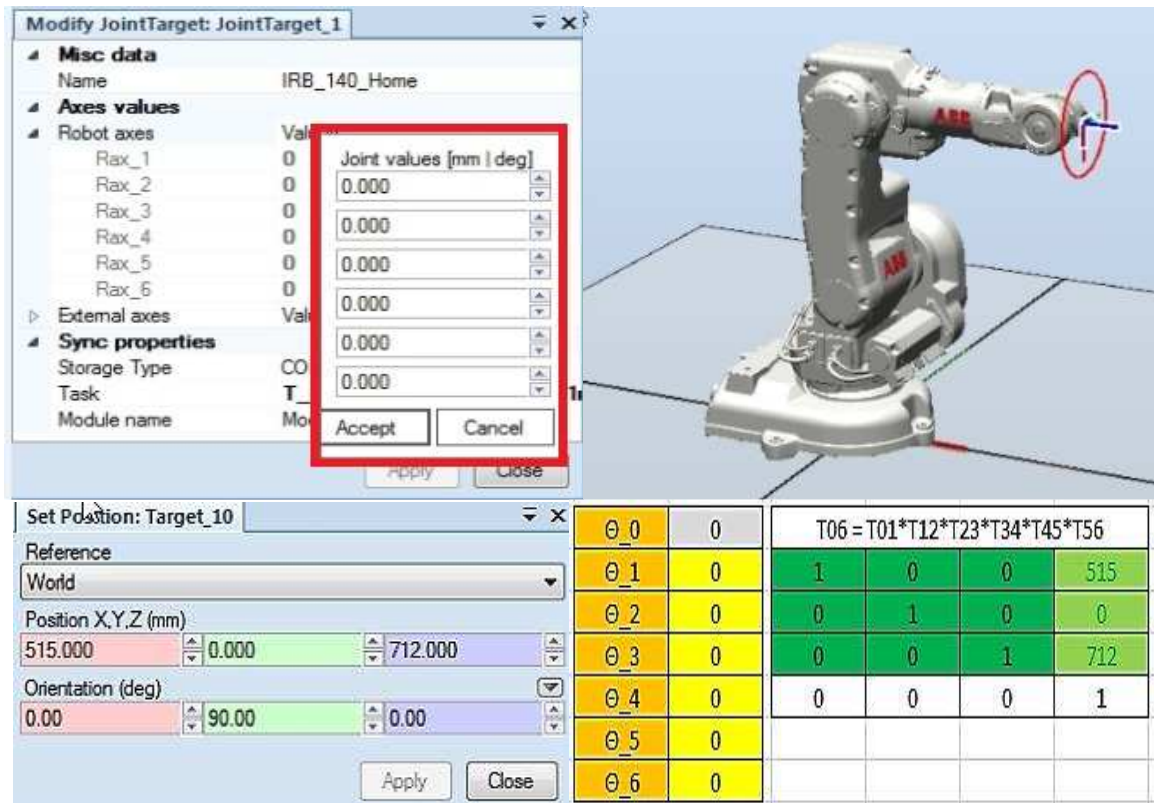 Modify JointTarget: JointTarget_1
Misc data
Name IRB_140_Home
Axes values
Robot axes
Rax_1 0
Rax_2 0
Rax_3 0
Rax_4 0
Rax_5 0
Rax_6 0
External axes
Sync properties
Storage Type CO
Task T_
Module name
Joint values [mm | deg]
0.000
0.000
0.000
0.000
0.000
0.000
Accept Cancel
Apply Close
ABB
ABB
Set Position: Target_10
Reference
World
Position X,Y,Z (mm)
515.000 0.000 712.000
Orientation (deg)
0.00 90.00 0.00
Apply Close
Θ_0 0
Θ_1 0
Θ_2 0
Θ_3 0
Θ_4 0
Θ_5 0
Θ_6 0
T06 = T01*T12*T23*T34*T45*T56
1 0 0 515
0 1 0 0
0 0 1 712
0 0 0 1